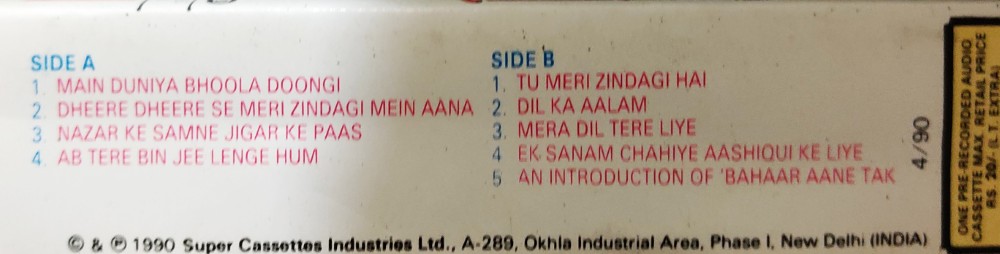 SIDE A
1. MAIN DUNIYA BHOOLA DOONGI
2. DHEERE DHEERE SE MERI ZINDAGI MEIN AANA
3. NAZAR KE SAMNE JIGAR KE PAAS
4. AB TERE BIN JEE LENGE HUM
SIDE B
1. TU MERI ZINDAGI HAI
2. DIL KA AALAM
3. MERA DIL TERE LIYE
4 EK SANAM CHAHIYE AASHIQUI KE LIYE
5 AN INTRODUCTION OF 'BAHAAR AANE TAK
4/90
ONE PRE-RECORDED AUDIO
CASSETTE MAX. RETAIL PRICE
RS. 20/- (L.T. EXTRA)
© & ℗ 1990 Super Cassettes Industries Ltd., A-289, Okhla Industrial Area, Phase I, New Delhi (INDIA)